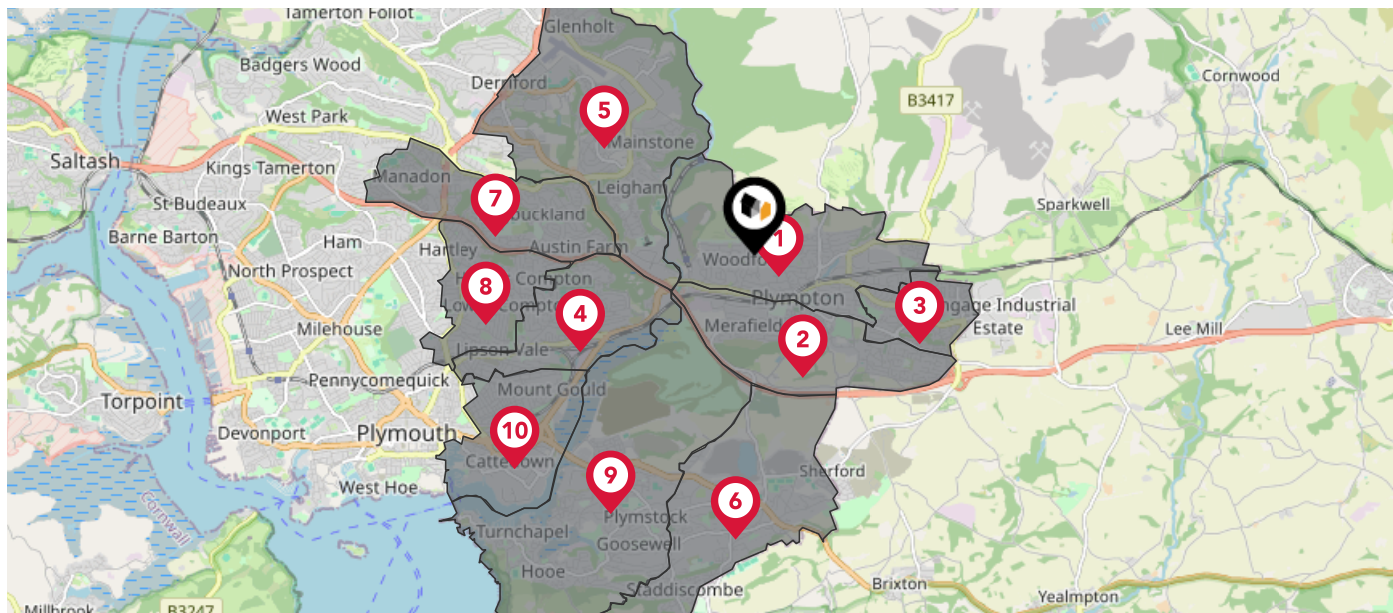 Tamerton Foliot
Glenholt
Badgers Wood
Derriford
Cornwood
B3417
5
West Park
Mainstone
Saltash
Kings Tamerton
Manadon
Leigham
St Budeaux
7
Sparkwell
Barne Barton
Ham
Hartley
Austin Farm
1
North Prospect
Compton
8
Plympton
3
Industrial
Estate
4
Milehouse
Merafield
2
Lee Mill
Lipson Vale
Pennycomequick
Mount Gould
Torpoint
Devonport
Plymouth
10
9
Sherford
West Hoe
6
Cornwall
Turnchapel
Plymstock
Goosewell
Hooe
Staddiscombe
Brixton
Yealmpton
Millbrook
B3247